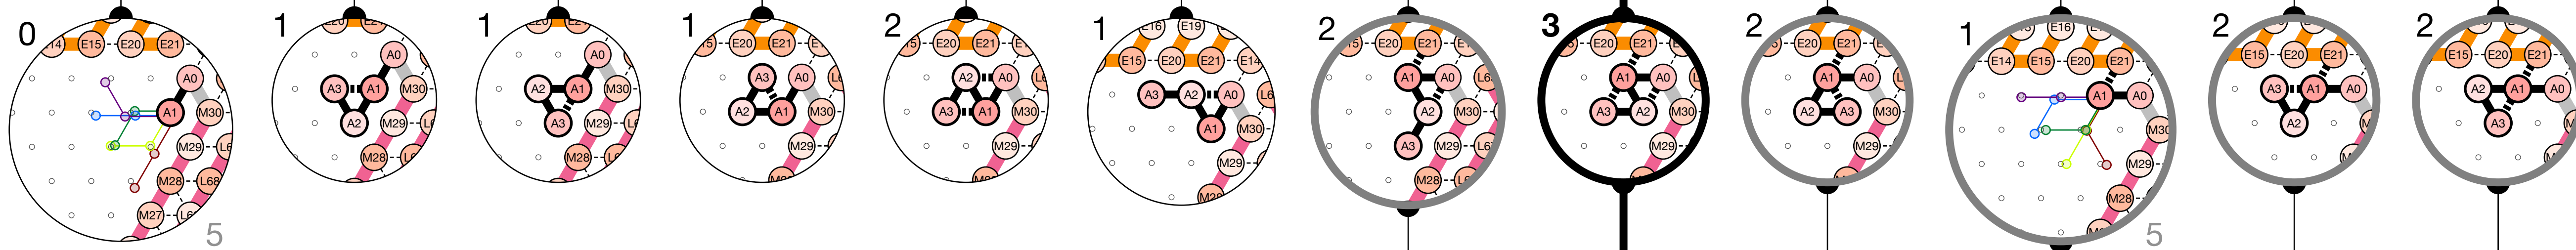 0 E15 E20 E21 A0 A1 M30 M29 M28 L68 M27 5
1 A0 A3 A1 M30 A2 M29 M28
1 A0 A2 A1 M30 A3 M29 M28
1 E20 E21 A3 A0 A2 A1 M30 M29
2 E20 E21 A2 A0 A3 A1 M30 M29
1 E16 E19 E15 E20 E21 E14 A3 A2 A0 A1 M30 M29
2 E20 E21 A1 A0 A2 M30 A3 M29 M28
3 E20 E21 A1 A0 A3 A2 M30 M29
2 E20 E21 A1 A0 A2 A3 M30 M29
1 E16 E14 E15 E20 E21 A1 A0 M30 M29 M28 5
2 E15 E20 E21 A3 A1 A0 A2
2 E15 E20 E21 A2 A1 A0 A3